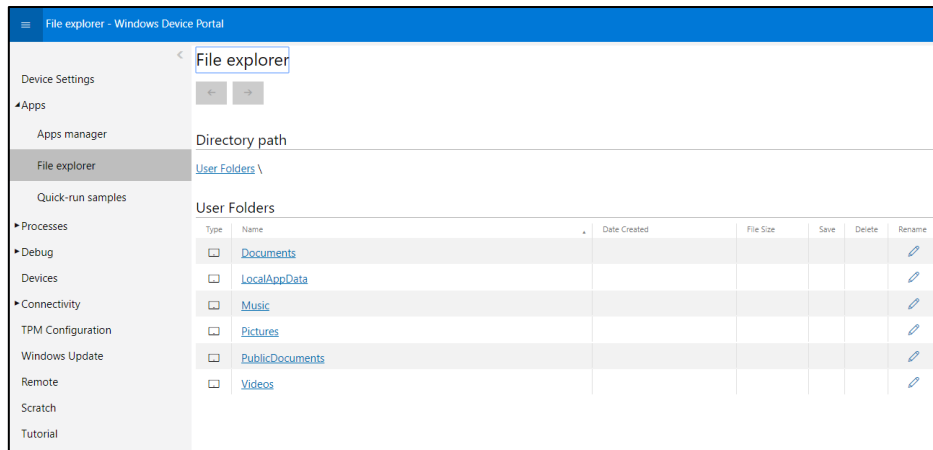 File explorer - Windows Device Portal
Device Settings
Apps
Apps manager
File explorer
Quick-run samples
Processes
Debug
Devices
Connectivity
TPM Configuration
Windows Update
Remote
Scratch
Tutorial
File explorer
Directory path
User Folders \
User Folders
Type Name Date Created File Size Save Delete Rename
Documents
LocalAppData
Music
Pictures
PublicDocuments
Videos